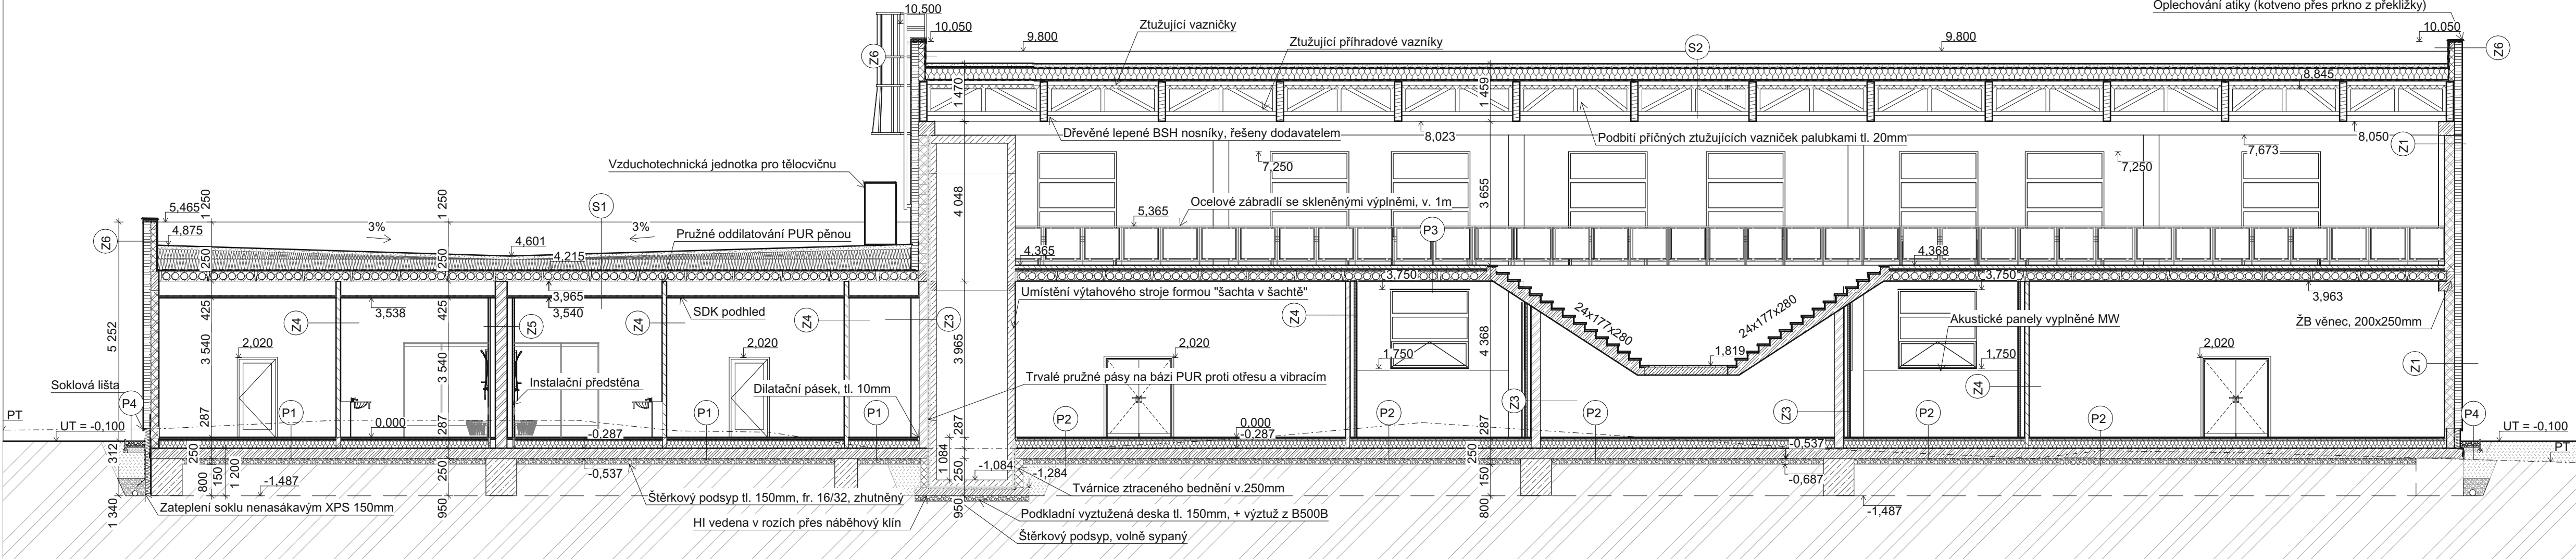 10,500
Oplechování atiky (kotveno přes prkno z překližky)
10,050
Ztužující vazničky
10,050
9,800
Ztužující příhradové vazníky
9,800
S2
Z6
Z6
8,845
1 470
1 459
Dřevěné lepené BSH nosníky, řešeny dodavatelem
8,023
Podbití příčných ztužujících vazniček palubkami tl. 20mm
8,050
Z1
7,673
Vzduchotechnická jednotka pro tělocvičnu
7,250
7,250
1 250
1 250
4 048
3 655
5,465
S1
Ocelové zábradlí se skleněnými výplněmi, v. 1m
5,365
4,875
3%
3%
Pružné oddilatování PUR pěnou
P3
Z6
4,601
4,215
4,365
4,368
250
250
3,750
3,750
3,965
Umístění výtahového stroje formou "šachta v šachtě"
3,963
3,538
3,540
SDK podhled
425
425
Z4
Z5
Z4
Z4
Z3
Z4
24x177x280
24x177x280
Akustické panely vyplněné MW
ŽB věnec, 200x250mm
5 252
3 540
3 540
3 965
4 368
2,020
2,020
2,020
1,750
1,819
1,750
2,020
Z1
Soklová lišta
Instalační předstěna
Dilatační pásek, tl. 10mm
Trvalé pružné pásy na bázi PUR proti otřesu a vibracím
Z4
P4
P1
P1
P1
P2
P2
Z3
P2
Z3
P2
P2
P4
PT
UT = -0,100
0,000
-0,287
0,000
-0,287
287
287
287
287
UT = -0,100
PT
312
250
-0,537
1 084
-1,084
-1,284
-0,537
250
150
800
150
1 200
250
250
150
-0,687
-1,487
Štěrkový podsyp tl. 150mm, fr. 16/32, zhutněný
Tvárnice ztraceného bednění v.250mm
-1,487
1 340
Zateplení soklu nenasákavým XPS 150mm
950
HI vedena v rozích přes náběhový klín
950
Podkladní vyztužená deska tl. 150mm, + výztuž z B500B
800
Štěrkový podsyp, volně sypaný